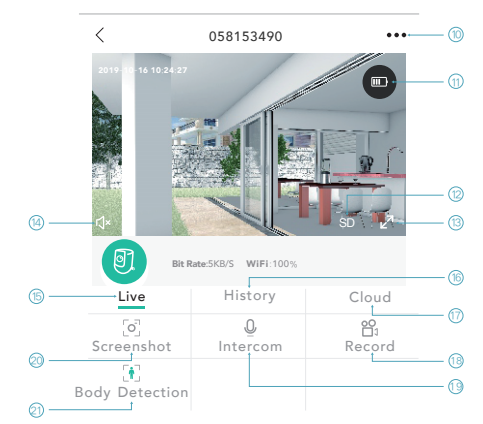 058153490
⑩
2019-10-16 10:24:27
⑪
⑫
⑭
SD
⑬
Bit Rate:5KB/S WiFi:100%
⑯
⑮
Live
History
Cloud
⑰
Screenshot
Intercom
Record
⑳
⑲
⑱
Body Detection
㉑